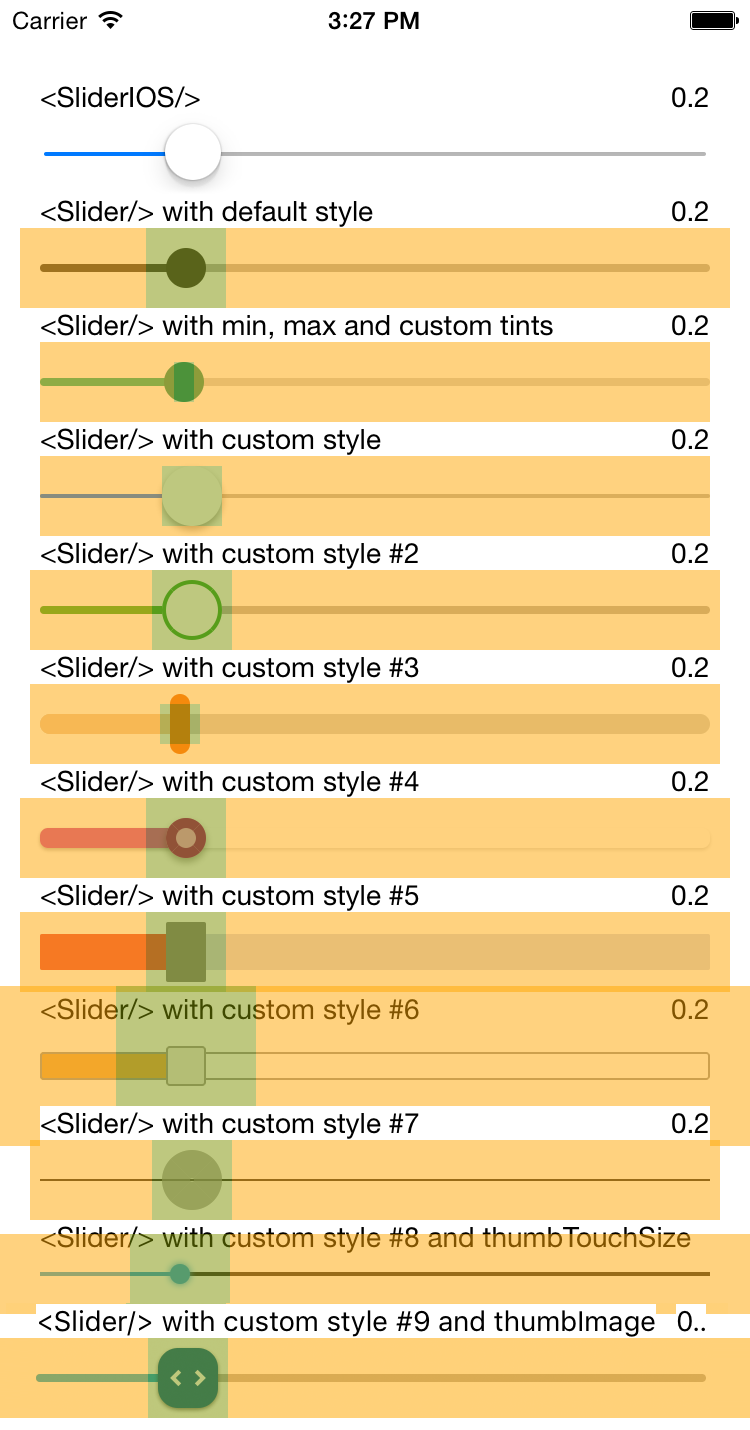 Carrier 3:27 PM
<SliderIOS/> 0.2
<Slider/> with default style 0.2
<Slider/> with min, max and custom tints 0.2
<Slider/> with custom style 0.2
<Slider/> with custom style #2 0.2
<Slider/> with custom style #3 0.2
<Slider/> with custom style #4 0.2
<Slider/> with custom style #5 0.2
<Slider/> with custom style #6 0.2
<Slider/> with custom style #7 0.2
<Slider/> with custom style #8 and thumbTouchSize
<Slider/> with custom style #9 and thumbImage 0..